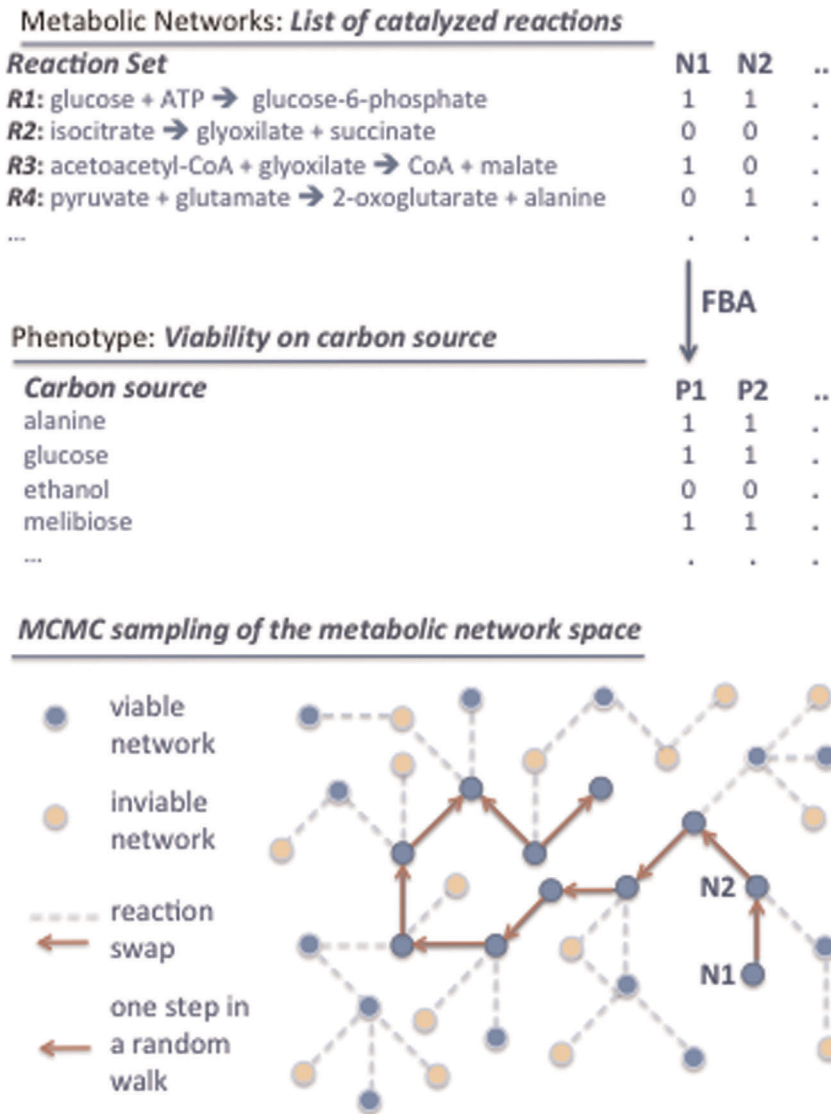 Metabolic Networks: List of catalyzed reactions
Reaction Set N1 N2 ..
R1: glucose + ATP ➔ glucose-6-phosphate 1 1 .
R2: isocitrate ➔ glyoxilate + succinate 0 0 .
R3: acetoacetyl-CoA + glyoxilate ➔ CoA + malate 1 0 .
R4: pyruvate + glutamate ➔ 2-oxoglutarate + alanine 0 1 .
... . . .
FBA
Phenotype: Viability on carbon source
Carbon source P1 P2 ..
alanine 1 1 .
glucose 1 1 .
ethanol 0 0 .
melibiose 1 1 .
... . . .
MCMC sampling of the metabolic network space
viable
network
inviable
network
reaction
swap
one step in
a random
walk
N2
N1